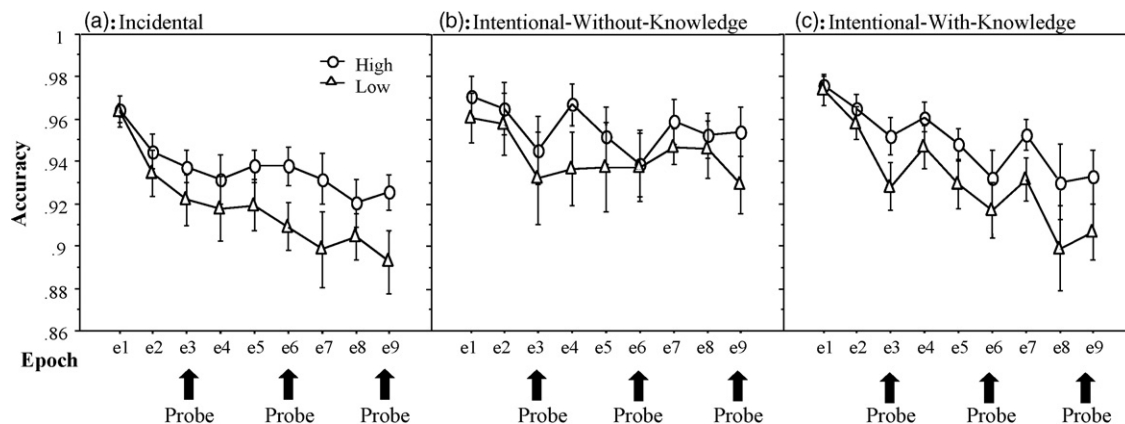 (a): Incidental
(b): Intentional-Without-Knowledge
(c): Intentional-With-Knowledge
1
.98
.96
.94
.92
.9
.88
.86
Accuracy
High
Low
Epoch
e1 e2 e3 e4 e5 e6 e7 e8 e9
e1 e2 e3 e4 e5 e6 e7 e8 e9
e1 e2 e3 e4 e5 e6 e7 e8 e9
Probe Probe Probe
Probe Probe Probe
Probe Probe Probe